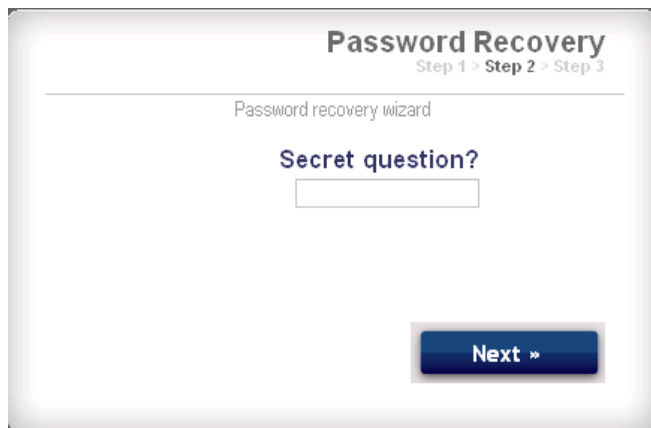 Password Recovery
Step 1 > Step 2 > Step 3
Password recovery wizard
Secret question?
Next »